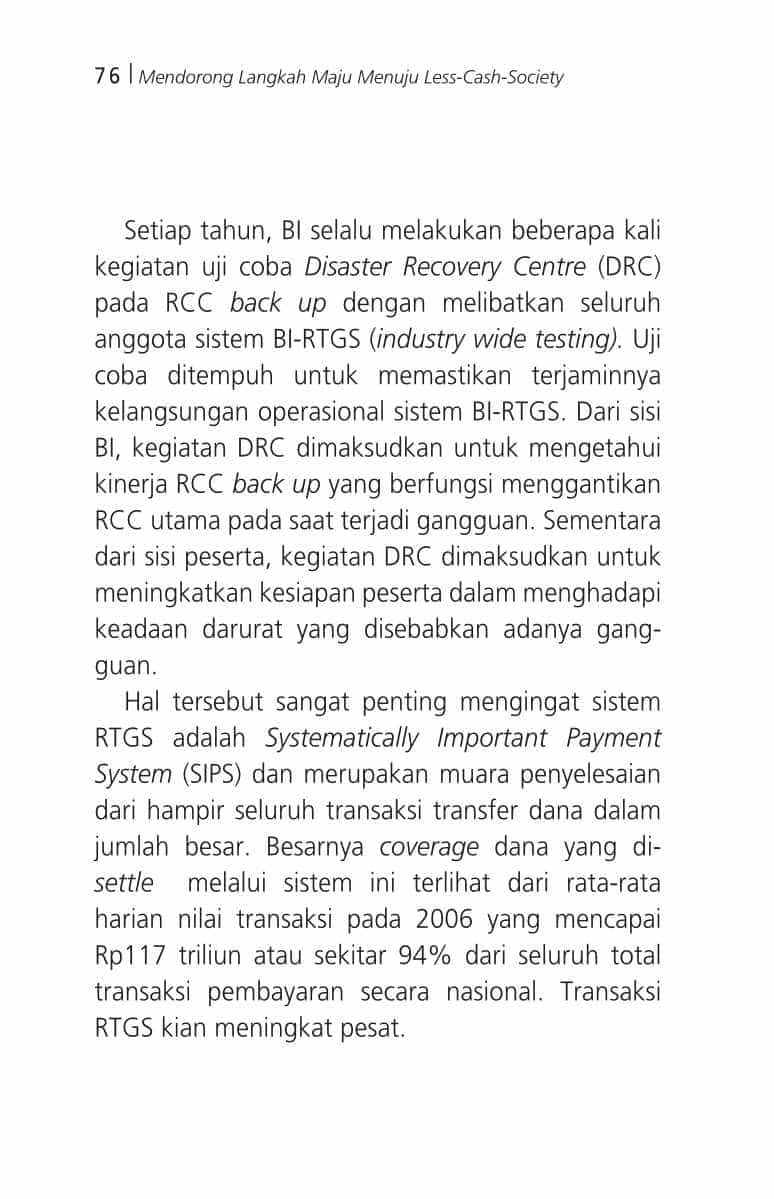 76 | Mendorong Langkah Maju Menuju Less-Cash-Society
Setiap tahun, BI selalu melakukan beberapa kali
kegiatan uji coba Disaster Recovery Centre (DRC)
pada RCC back up dengan melibatkan seluruh
anggota sistem BI-RTGS (industry wide testing). Uji
coba ditempuh untuk memastikan terjaminnya
kelangsungan operasional sistem BI-RTGS. Dari sisi
BI, kegiatan DRC dimaksudkan untuk mengetahui
kinerja RCC back up yang berfungsi menggantikan
RCC utama pada saat terjadi gangguan. Sementara
dari sisi peserta, kegiatan DRC dimaksudkan untuk
meningkatkan kesiapan peserta dalam menghadapi
keadaan darurat yang disebabkan adanya gang-
guan.
Hal tersebut sangat penting mengingat sistem
RTGS adalah Systematically Important Payment
System (SIPS) dan merupakan muara penyelesaian
dari hampir seluruh transaksi transfer dana dalam
jumlah besar. Besarnya coverage dana yang di-
settle melalui sistem ini terlihat dari rata-rata
harian nilai transaksi pada 2006 yang mencapai
Rp117 triliun atau sekitar 94% dari seluruh total
transaksi pembayaran secara nasional. Transaksi
RTGS kian meningkat pesat.